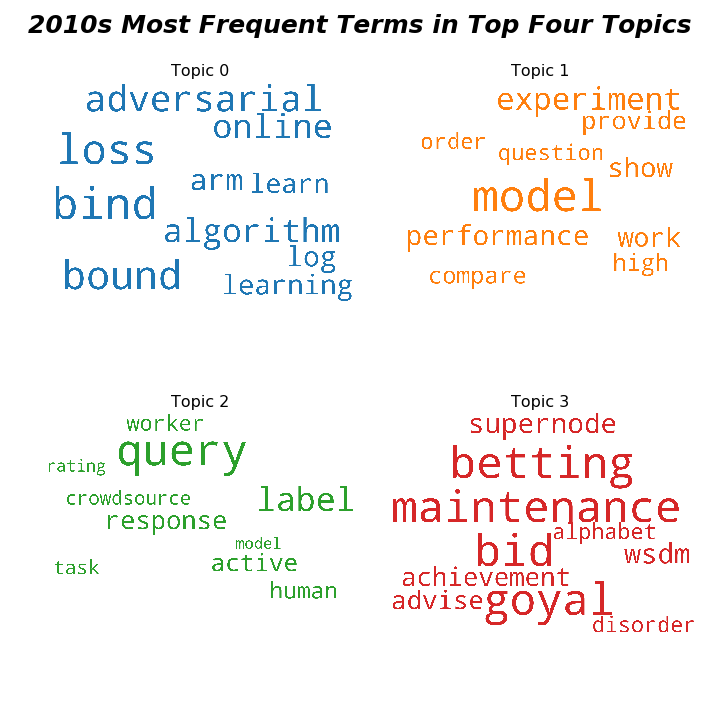 2010s Most Frequent Terms in Top Four Topics
Topic 0
adversarial
online
loss
arm learn
bind
algorithm
log
bound
learning
Topic 1
experiment
provide
order
question
show
model
performance
work
high
compare
Topic 2
worker
query
rating
crowdsource
label
response
model
active
task
human
Topic 3
supernode
betting
maintenance
alphabet
bid
wsdm
achievement
advise
goyal
disorder